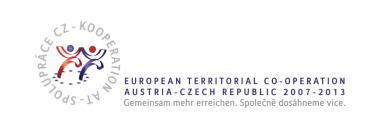 SPOLUPRÁCE CZ - KOOPERATION AT -
EUROPEAN TERRITORIAL CO-OPERATION
AUSTRIA-CZECH REPUBLIC 2007-2013
Gemeinsam mehr erreichen. Společně dosáhneme více.